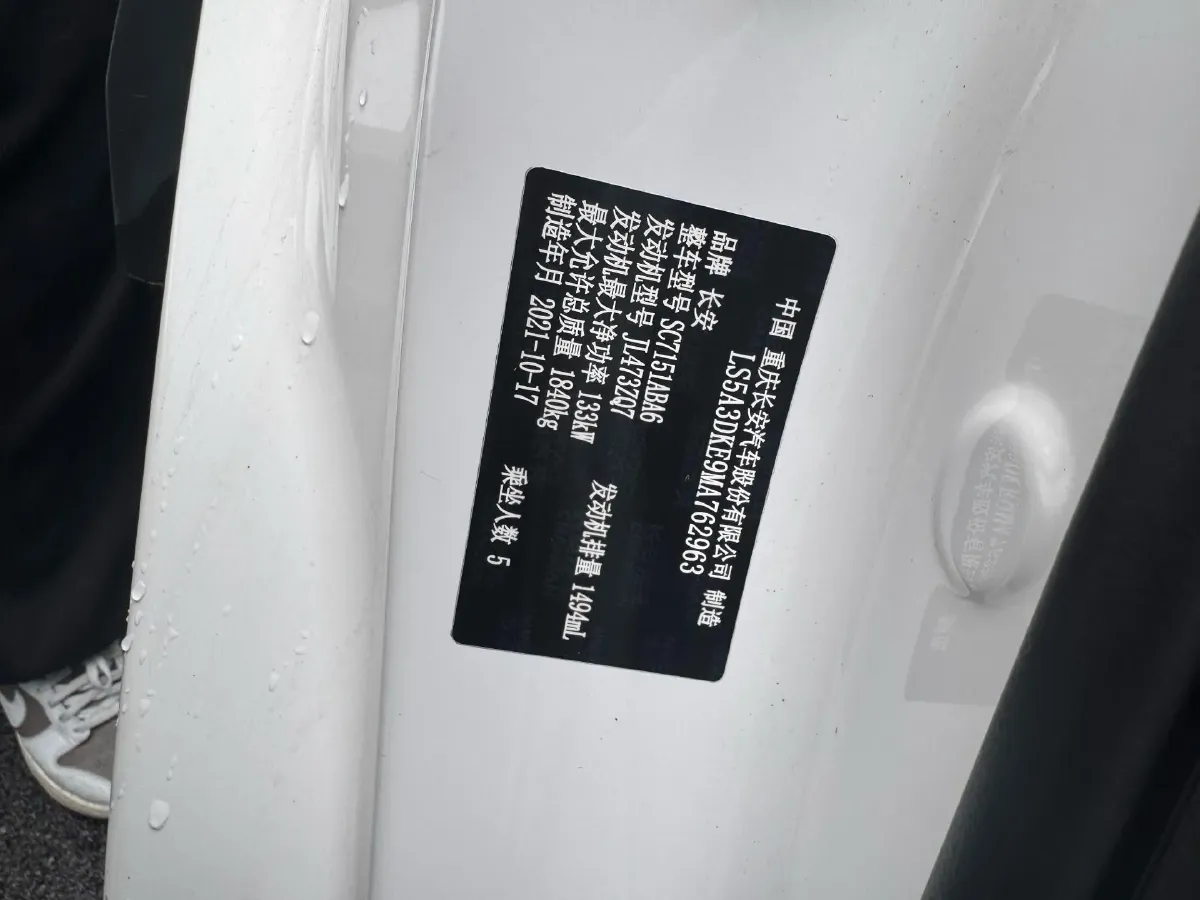 中国 重庆长安汽车股份有限公司 制造
LS5A3DKE9MA762963
品牌 长安
整车型号 SC7151ABA6
发动机型号 JL473ZQ7
发动机最大净功率 133kW 发动机排量 1494mL
最大允许总质量 1840kg
制造年月 2021-10-17 乘坐人数 5